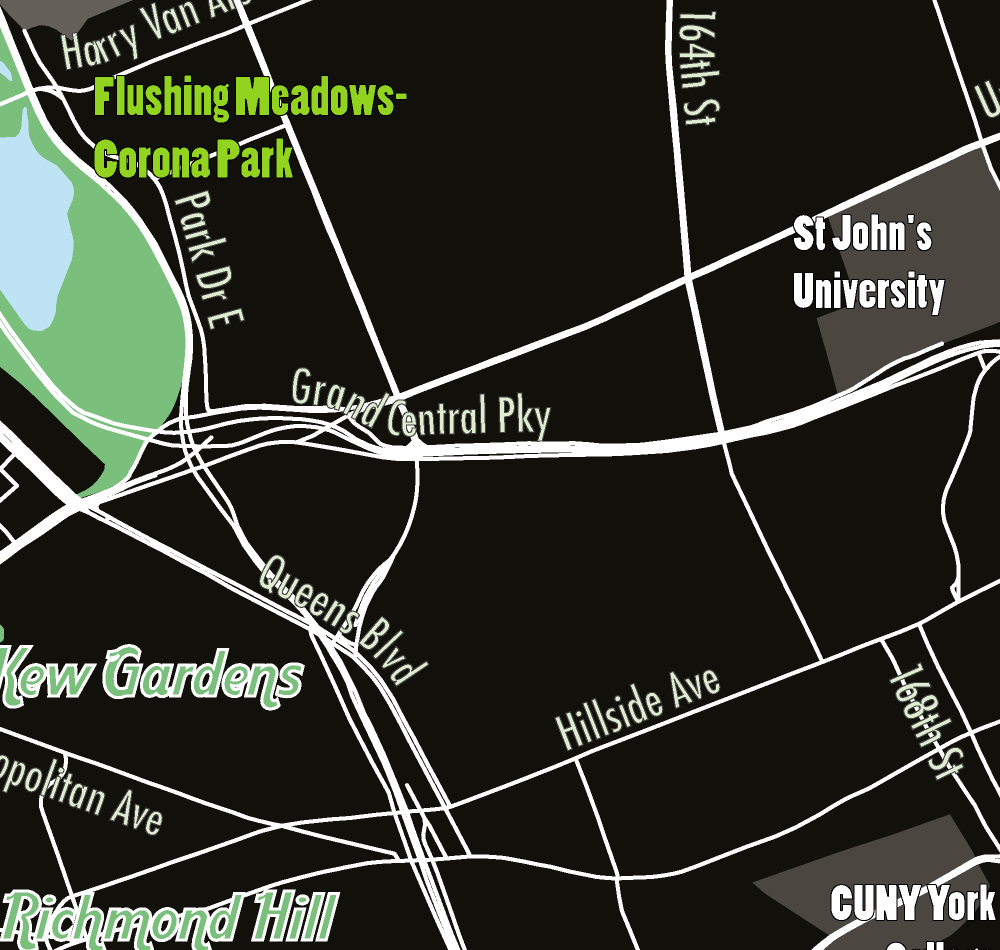 Harry Van
164th St
Flushing Meadows-
Corona Park
Park Dr E
St John's
University
Grand Central Pky
Queens Blvd
Kew Gardens
Hillside Ave
168th St
opolitan Ave
CUNY York
Richmond Hill